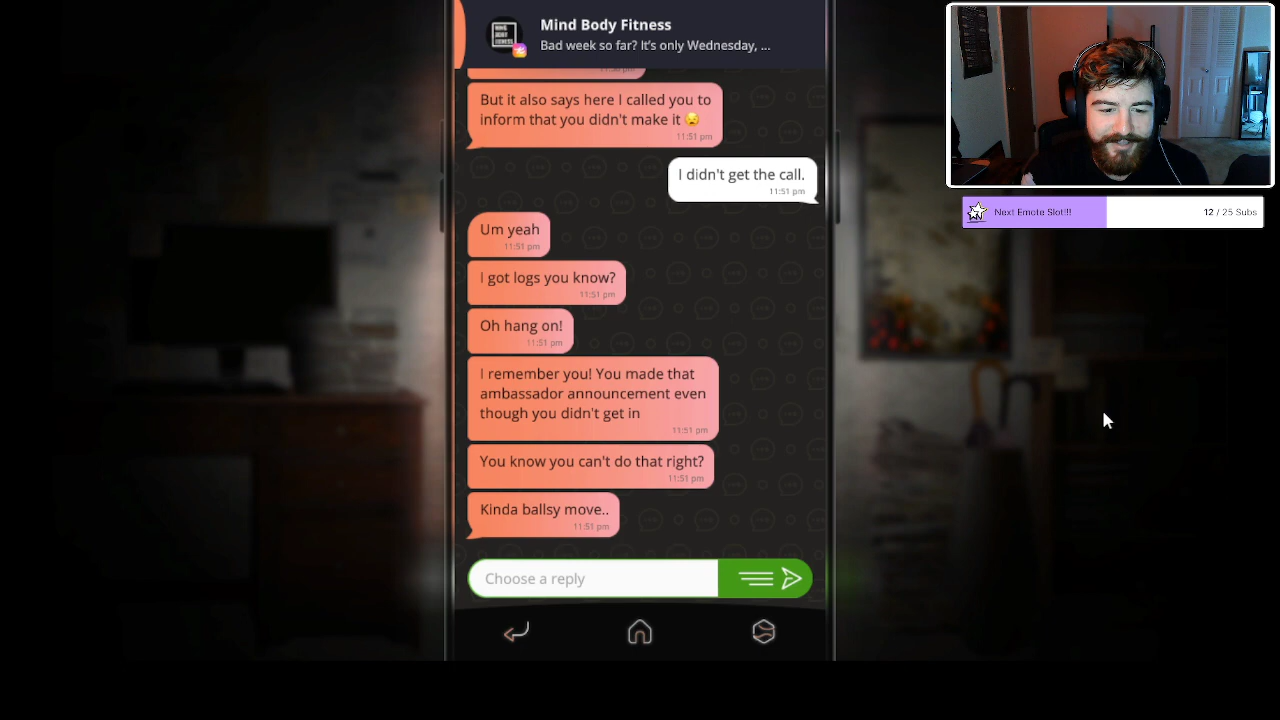 Mind Body Fitness
Bad week so far? It's only Wednesday, ...
But it also says here I called you to
inform that you didn't make it 😥
11:51 pm
I didn't get the call.
11:51 pm
Um yeah
11:51 pm
I got logs you know?
11:51 pm
Oh hang on!
11:51 pm
I remember you! You made that
ambassador announcement even
though you didn't get in
11:51 pm
You know you can't do that right?
11:51 pm
Kinda ballsy move..
11:51 pm
Choose a reply
Next Emote Slot!!!
12 / 25 Subs
MIND
BODY
FITNESS